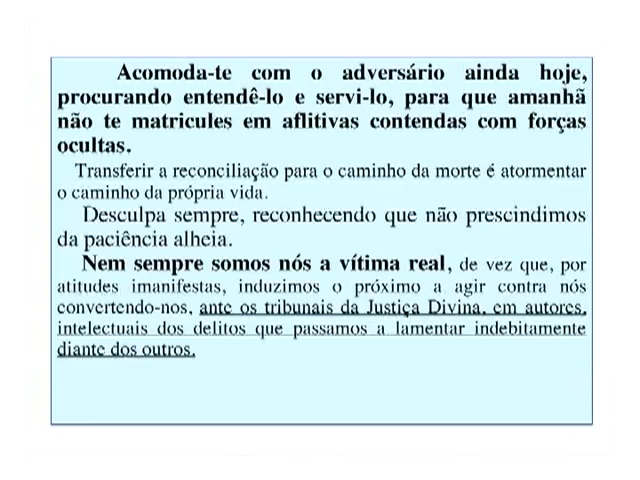 Acomoda-te com o adversário ainda hoje,
procurando entendê-lo e servi-lo, para que amanhã
não te matricules em aflitivas contendas com forças
ocultas.
Transferir a reconciliação para o caminho da morte é atormentar
o caminho da própria vida.
Desculpa sempre, reconhecendo que não prescindimos
da paciência alheia.
Nem sempre somos nós a vítima real, de vez que, por
atitudes imanifestas, induzimos o próximo a agir contra nós
convertendo-nos, ante os tribunais da Justiça Divina, em autores,
intelectuais dos delitos que passamos a lamentar indebitamente
diante dos outros.